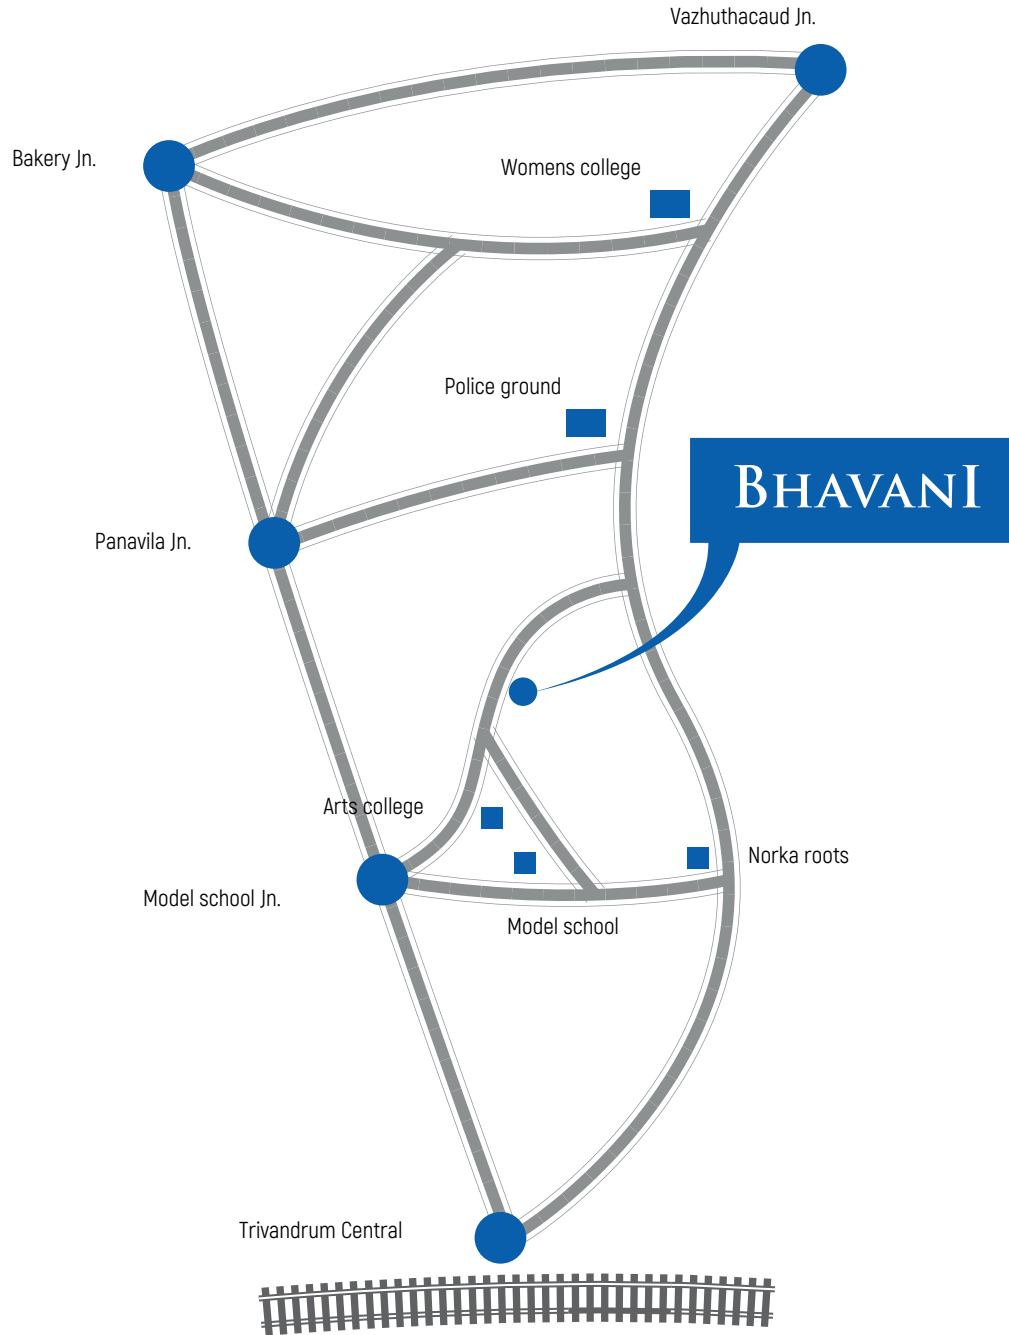 Vazhuthacaud Jn.
Bakery Jn.
Womens college
Police ground
BHAVANI
Panavila Jn.
Arts college
Norka roots
Model school Jn.
Model school
Trivandrum Central